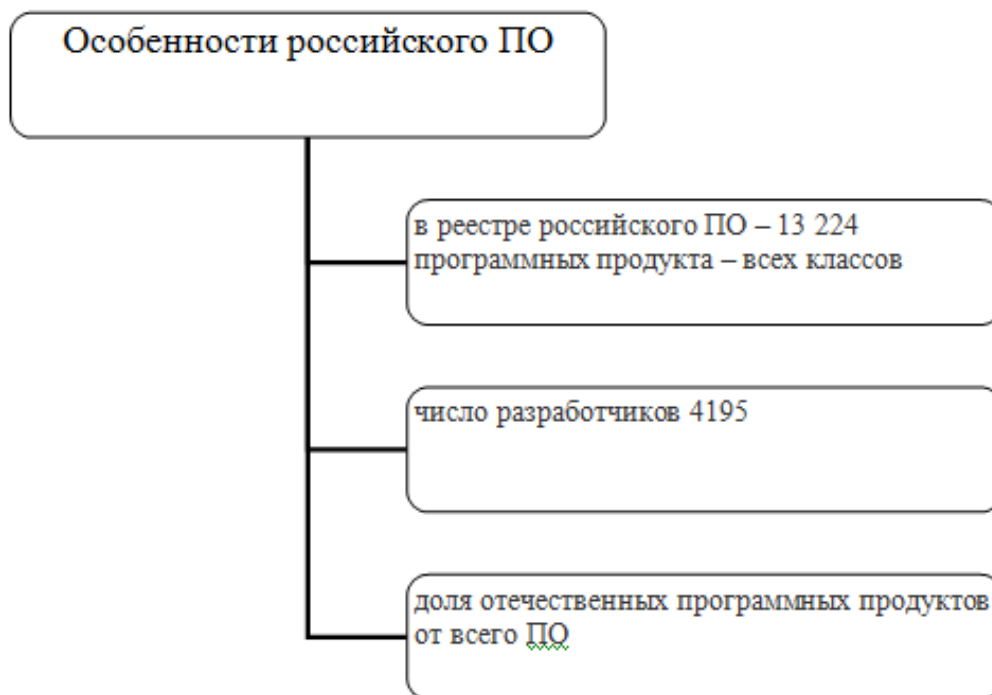 Особенности российского ПО
в реестре российского ПО – 13 224
программных продукта – всех классов
число разработчиков 4195
доля отечественных программных продуктов
от всего ПО